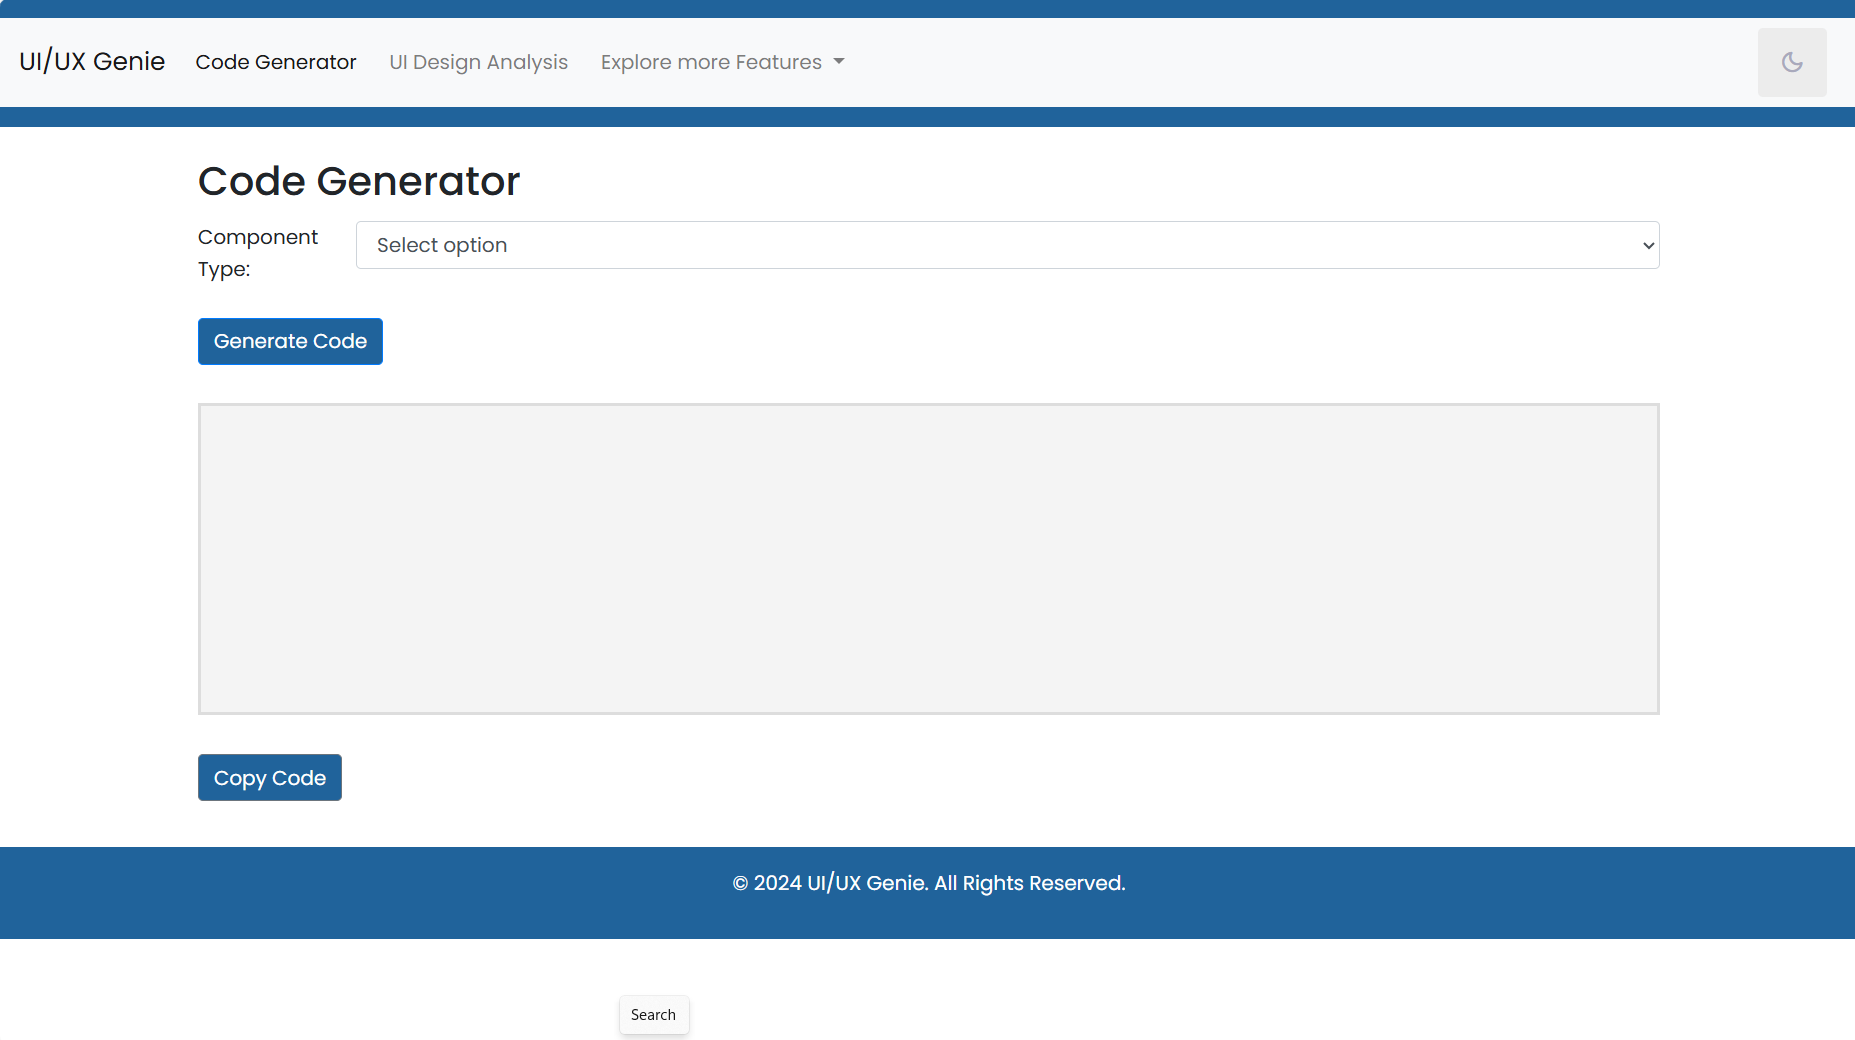 UI/UX Genie Code Generator UI Design Analysis Explore more Features
Code Generator
Component
Type:
Select option
Generate Code
Copy Code
© 2024 UI/UX Genie. All Rights Reserved.
Search